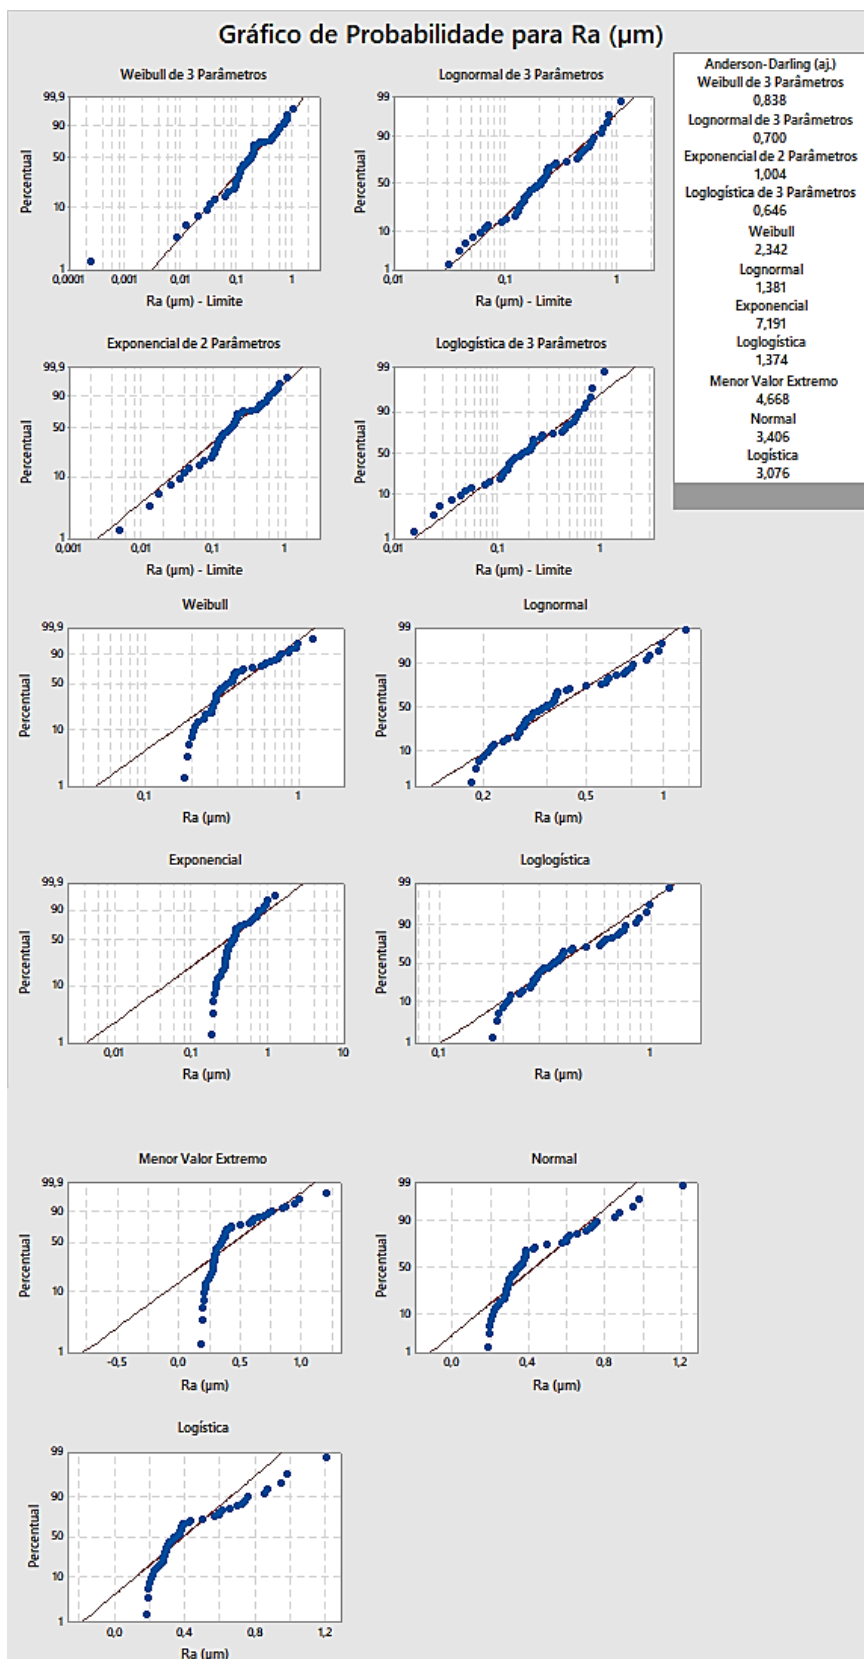 Gráfico de Probabilidade para Ra (µm)
Anderson-Darling (aj.)
Weibull de 3 Parâmetros
0,838
Lognormal de 3 Parâmetros
0,700
Exponencial de 2 Parâmetros
1,004
Loglogística de 3 Parâmetros
0,646
Weibull
2,342
Lognormal
1,381
Exponencial
7,191
Loglogística
1,374
Menor Valor Extremo
4,668
Normal
3,406
Logística
3,076
Weibull de 3 Parâmetros
99,9
90
50
10
1
Percentual
0,0001 0,001 0,01 0,1 1
Ra (µm) - Limite
Lognormal de 3 Parâmetros
99
90
50
10
1
Percentual
0,1 1
Ra (µm) - Limite
Exponencial de 2 Parâmetros
99,9
90
50
10
1
Percentual
0,001 0,01 0,1 1
Ra (µm) - Limite
Loglogística de 3 Parâmetros
99
90
50
10
1
Percentual
0,01 0,1 1
Ra (µm) - Limite
Weibull
99,9
90
50
10
1
Percentual
0,1 1
Ra (µm)
Lognormal
99
90
50
10
1
Percentual
0,2 0,5 1
Ra (µm)
Exponencial
99,9
90
50
10
1
Percentual
0,01 0,1 1 10
Ra (µm)
Loglogística
99
90
50
10
1
Percentual
0,1 1
Ra (µm)
Menor Valor Extremo
99,9
90
50
10
1
Percentual
-0,5 0,0 0,5 1,0
Ra (µm)
Normal
99
90
50
10
1
Percentual
0,0 0,4 0,8 1,2
Ra (µm)
Logística
99
90
50
10
1
Percentual
0,0 0,4 0,8 1,2
Ra (µm)